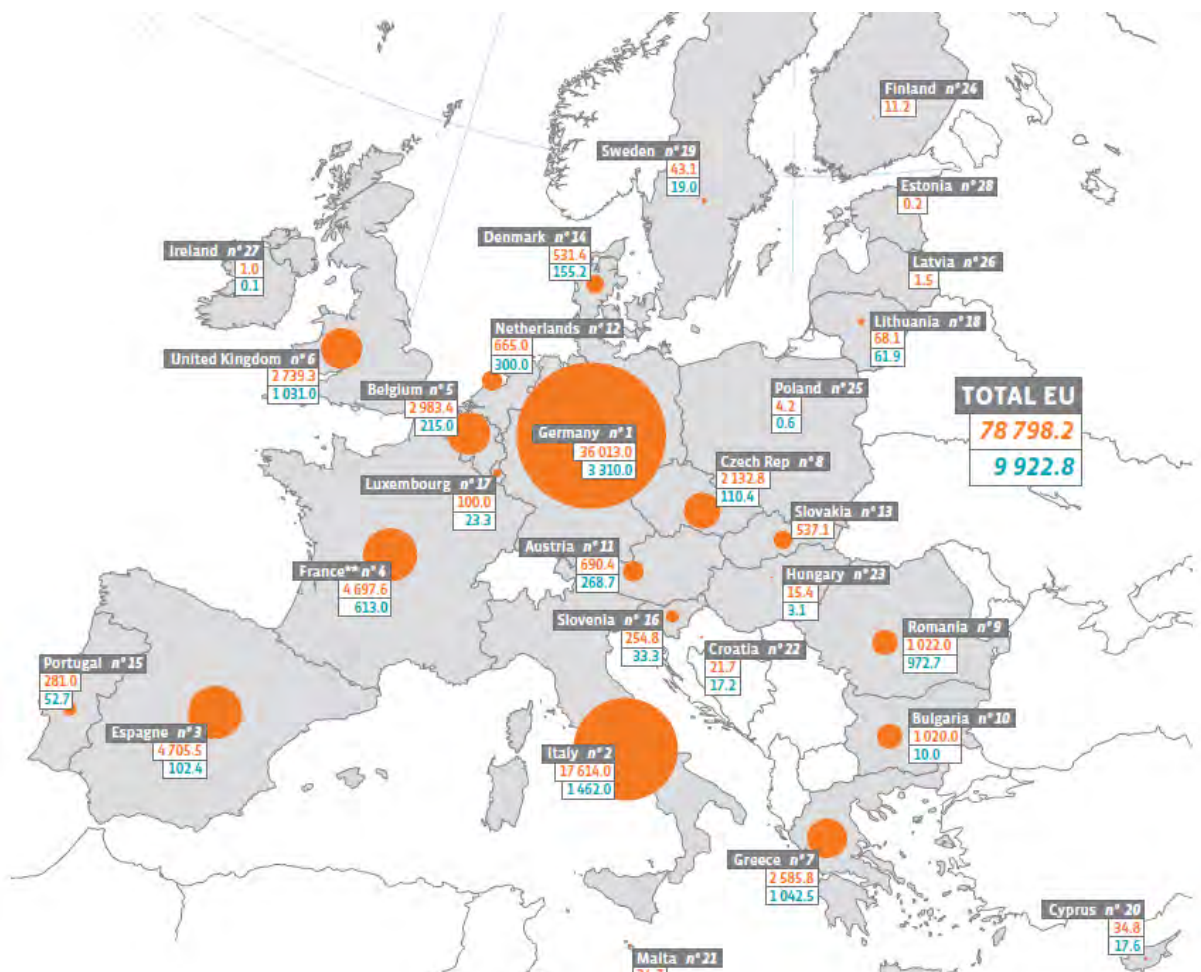 Finland n°24
11.2
Sweden n°19
43.1
19.0
Estonia n°28
0.2
Denmark n°14
531.4
155.2
Ireland n°27
1.0
0.1
Latvia n°26
1.5
Lithuania n°18
68.1
61.9
Netherlands n°12
665.0
300.0
United Kingdom n°6
2 739.3
1 031.0
Belgium n°5
2 983.4
215.0
Poland n°25
4.2
0.6
TOTAL EU
78 798.2
9 922.8
Germany n°1
36 013.0
3 310.0
Czech Rep n°8
2 132.8
110.4
Luxembourg n°17
100.0
23.3
Slovakia n°13
537.1
Austria n°11
690.4
268.7
France** n°4
4 697.6
613.0
Hungary n°23
15.4
3.1
Slovenia n° 16
254.8
33.3
Romania n°9
1 022.0
972.7
Croatia n°22
21.7
17.2
Portugal n°15
281.0
52.7
Bulgaria n°10
1 020.0
10.0
Espagne n°3
4 705.5
102.4
Italy n°2
17 614.0
1 462.0
Greece n°7
2 585.8
1 042.5
Cyprus n° 20
34.8
17.6
Malta n°21